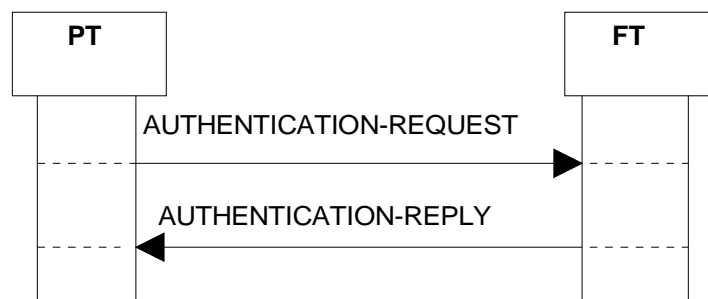 PT
FT
AUTHENTICATION-REQUEST
AUTHENTICATION-REPLY